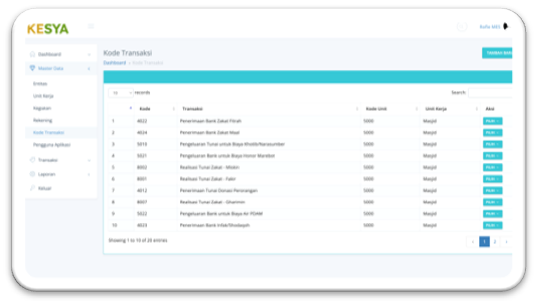 KESYA
Dashboard
Master Data
Entitas
Unit Kerja
Kegiatan
Rekening
Kode Transaksi
Pengguna Aplikasi
Transaksi
Laporan
Keluar
Kode Transaksi
Dashboard Kode Transaksi
TAMBAH BARU
10 records
Search:
Kode Transaksi Kode Unit Unit Kerja Aksi
1 4022 Penerimaan Bank Zakat Fitrah 5000 Masjid PILIH
2 4024 Penerimaan Bank Zakat Maal 5000 Masjid PILIH
3 5019 Pengeluaran Tunai untuk Biaya Khatib/Narasumber 5000 Masjid PILIH
4 5021 Pengeluaran Bank untuk Biaya Honor Marebot 5000 Masjid PILIH
5 8002 Realisasi Tunai Zakat - Miskin 5000 Masjid PILIH
6 8001 Realisasi Tunai Zakat - Fakir 5000 Masjid PILIH
7 4012 Penerimaan Tunai Donasi Perorangan 5000 Masjid PILIH
8 8007 Realisasi Tunai Zakat - Gharimin 5000 Masjid PILIH
9 5022 Pengeluaran Bank untuk Biaya Air PDAM 5000 Masjid PILIH
10 4023 Penerimaan Bank Infak/Shodaqoh 5000 Masjid PILIH
Showing 1 to 10 of 20 entries
1 2